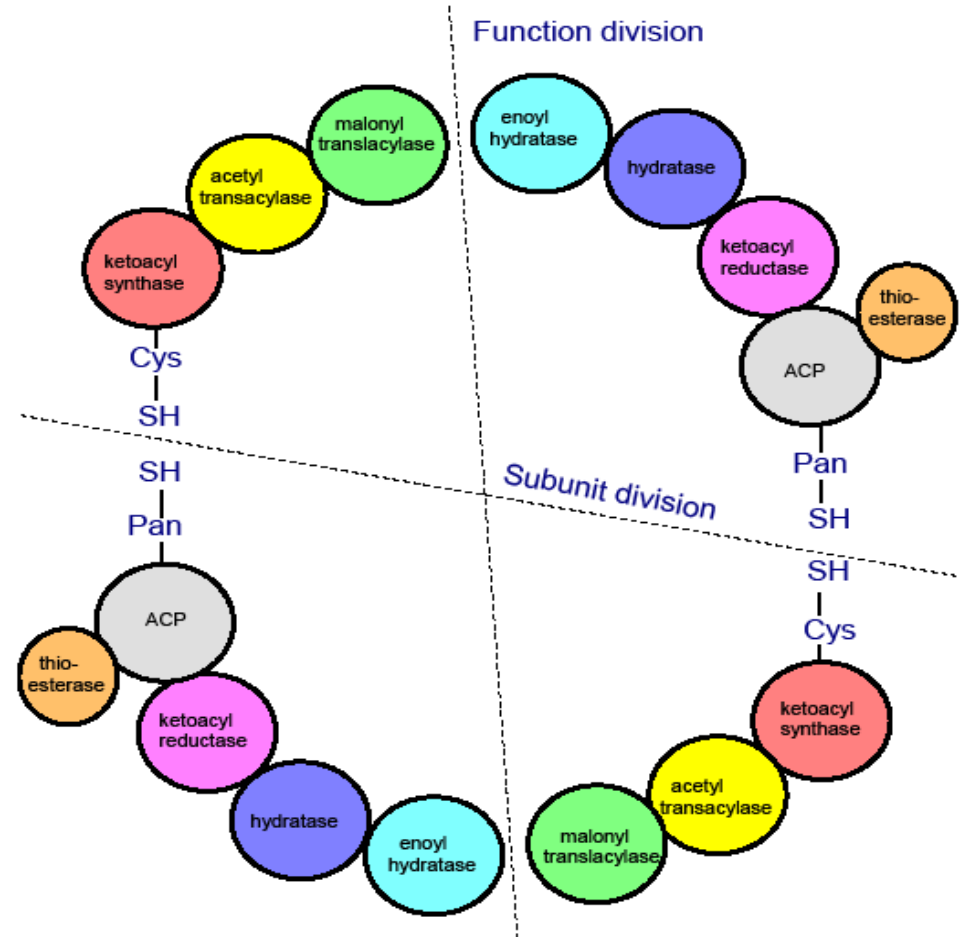 Function division
malonyl
translacylase
acetyl
transacylase
ketoacyl
synthase
Cys
SH
enoyl
hydratase
hydratase
ketoacyl
reductase
thio-
esterase
ACP
Pan
SH
Subunit division
SH
Pan
ACP
thio-
esterase
ketoacyl
reductase
hydratase
enoyl
hydratase
SH
Cys
ketoacyl
synthase
acetyl
transacylase
malonyl
translacylase